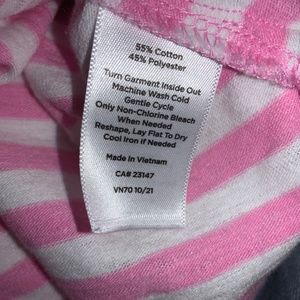 55% Cotton
45% Polyester
Turn Garment Inside Out
Machine Wash Cold
Gentle Cycle
Only Non-Chlorine Bleach
When Needed
Reshape, Lay Flat To Dry
Cool Iron if Needed
Made in Vietnam
CA# 23147
VN70 10/21